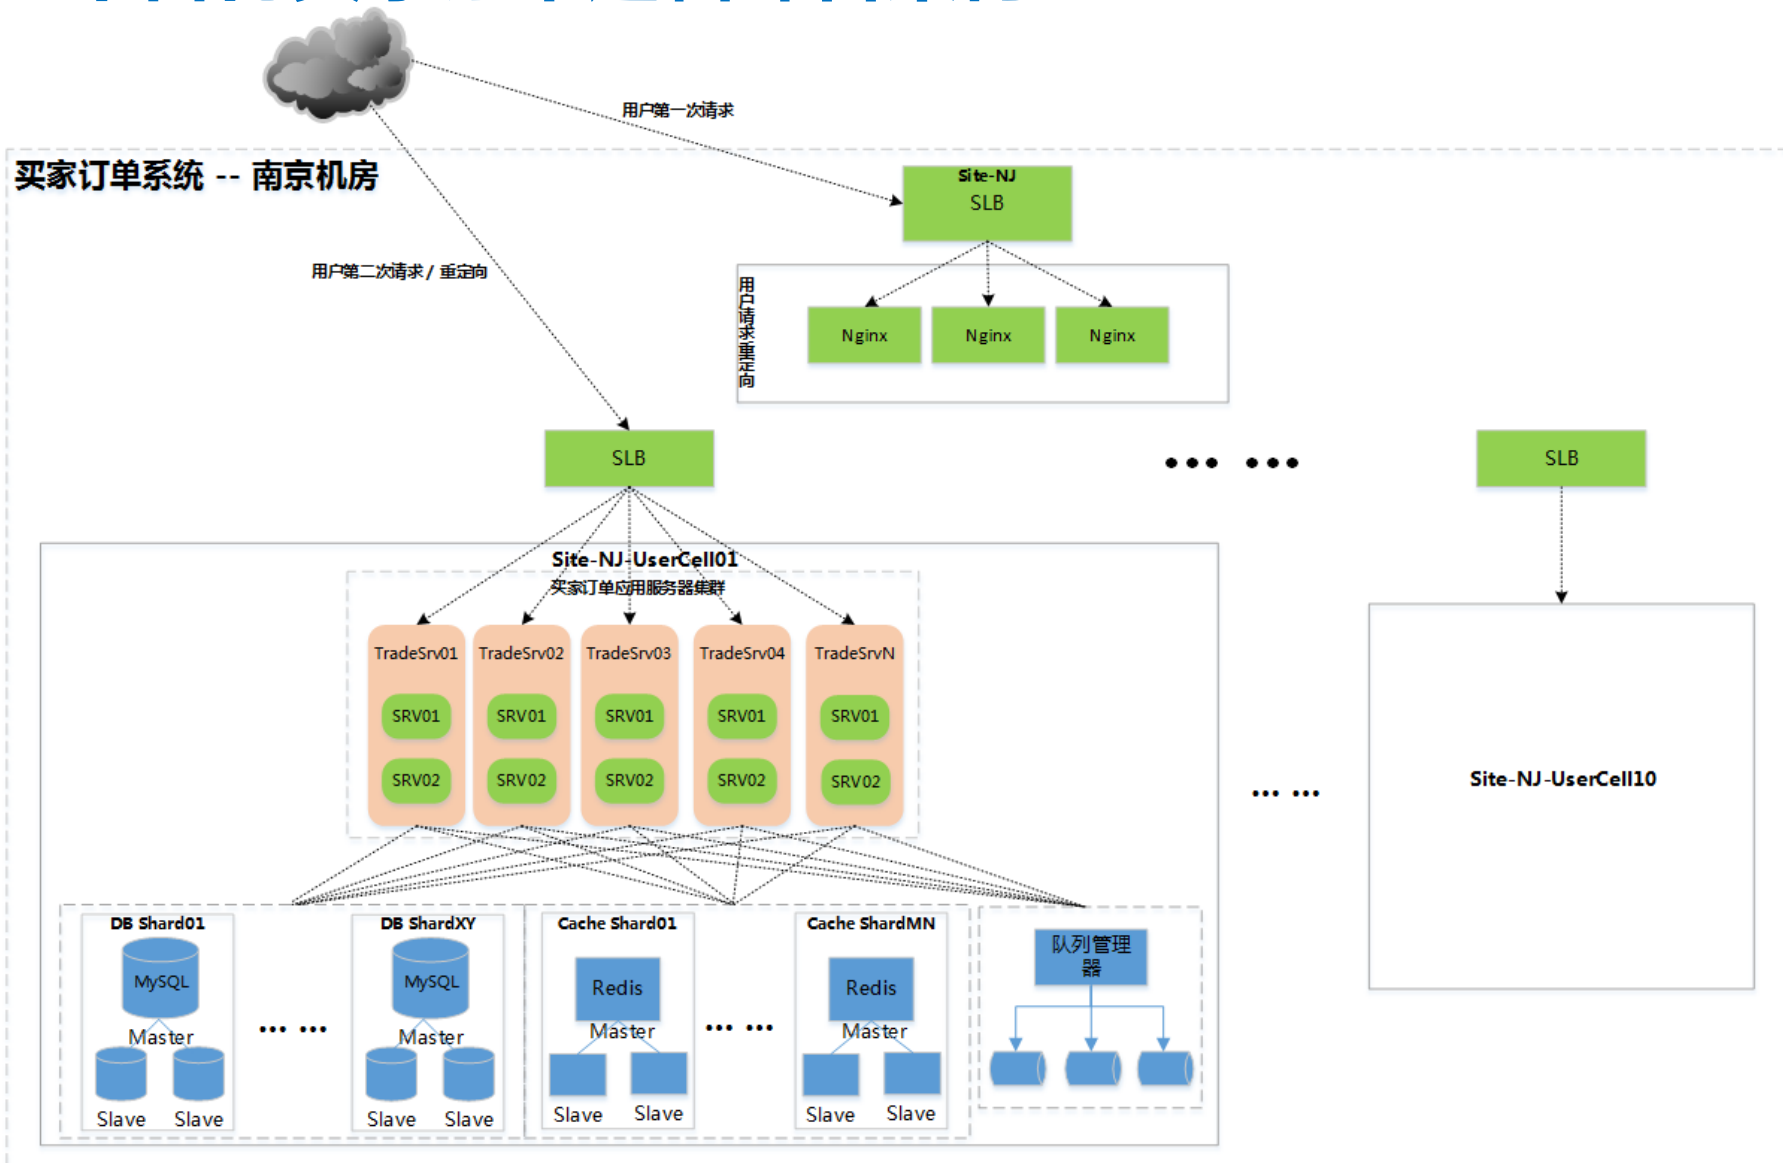 用户第一次请求
买家订单系统 -- 南京机房
Site-NJ
SLB
用户第二次请求 / 重定向
用户请求重定向
Nginx
Nginx
Nginx
SLB
•••  •••
SLB
Site-NJ-UserCell01
买家订单应用服务器集群
TradeSrv01
TradeSrv02
TradeSrv03
TradeSrv04
TradeSrvN
SRV01
SRV01
SRV01
SRV01
SRV01
SRV02
SRV02
SRV02
SRV02
SRV02
... ...
Site-NJ-UserCell10
DB Shard01
DB ShardXY
Cache Shard01
Cache ShardMN
队列管理
器
MySQL
MySQL
Redis
Redis
Master
... ...
Master
Master
... ...
Master
Slave
Slave
Slave
Slave
Slave
Slave
Slave
Slave